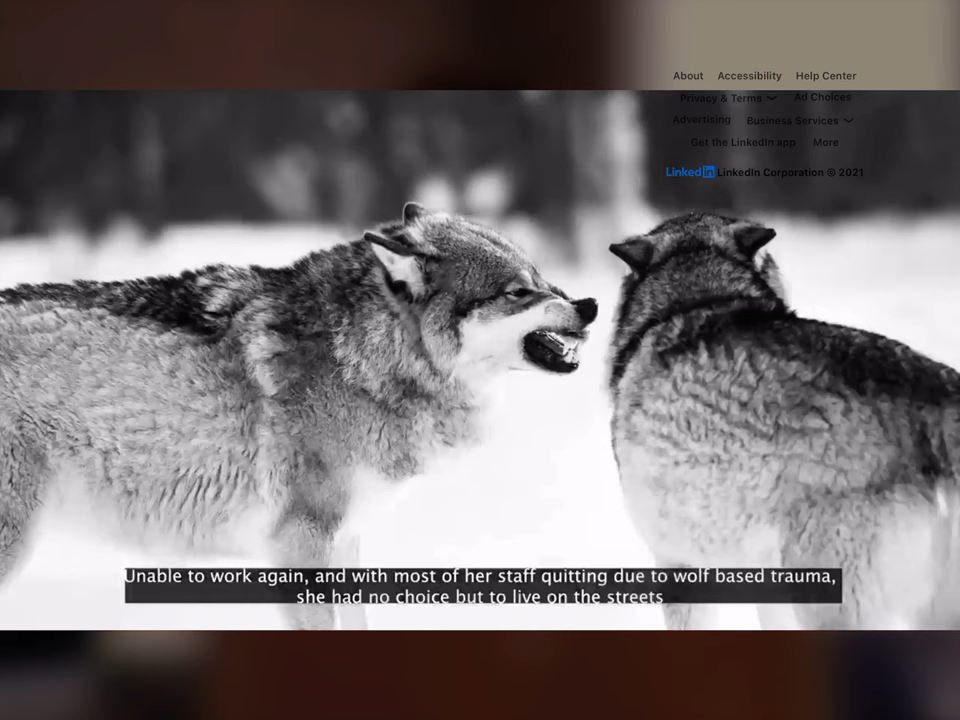 About Accessibility Help Center
Privacy & Terms Ad Choices
Advertising Business Services
Get the LinkedIn app More
LinkedIn LinkedIn Corporation © 2021
Unable to work again, and with most of her staff quitting due to wolf based trauma,
she had no choice but to live on the streets